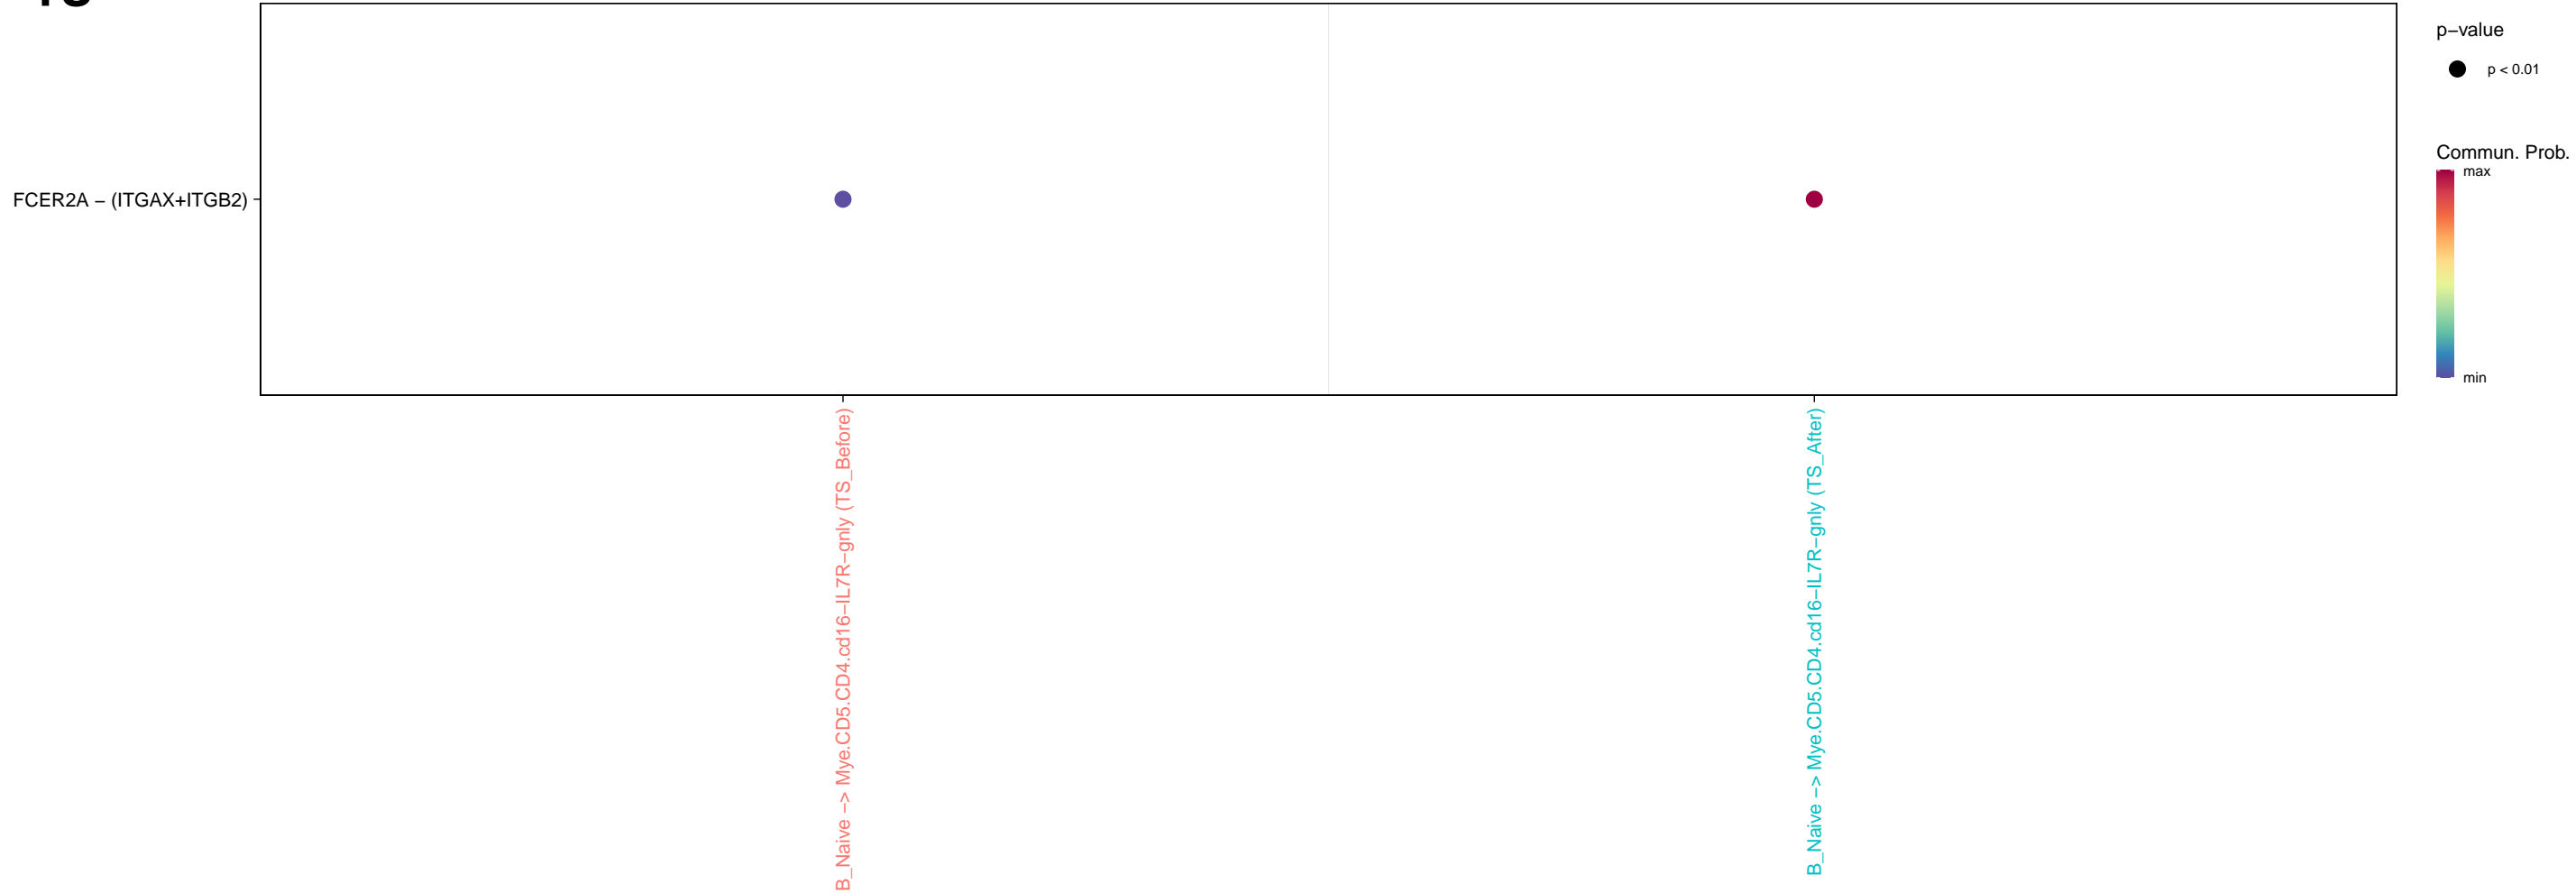 p−value
p < 0.01
Commun. Prob.
max
min
FCER2A − (ITGAX+ITGB2)
B_Naive −> Mye.CD5.CD4.cd16−IL7R−gnly (TS_Before)
B_Naive −> Mye.CD5.CD4.cd16−IL7R−gnly (TS_After)